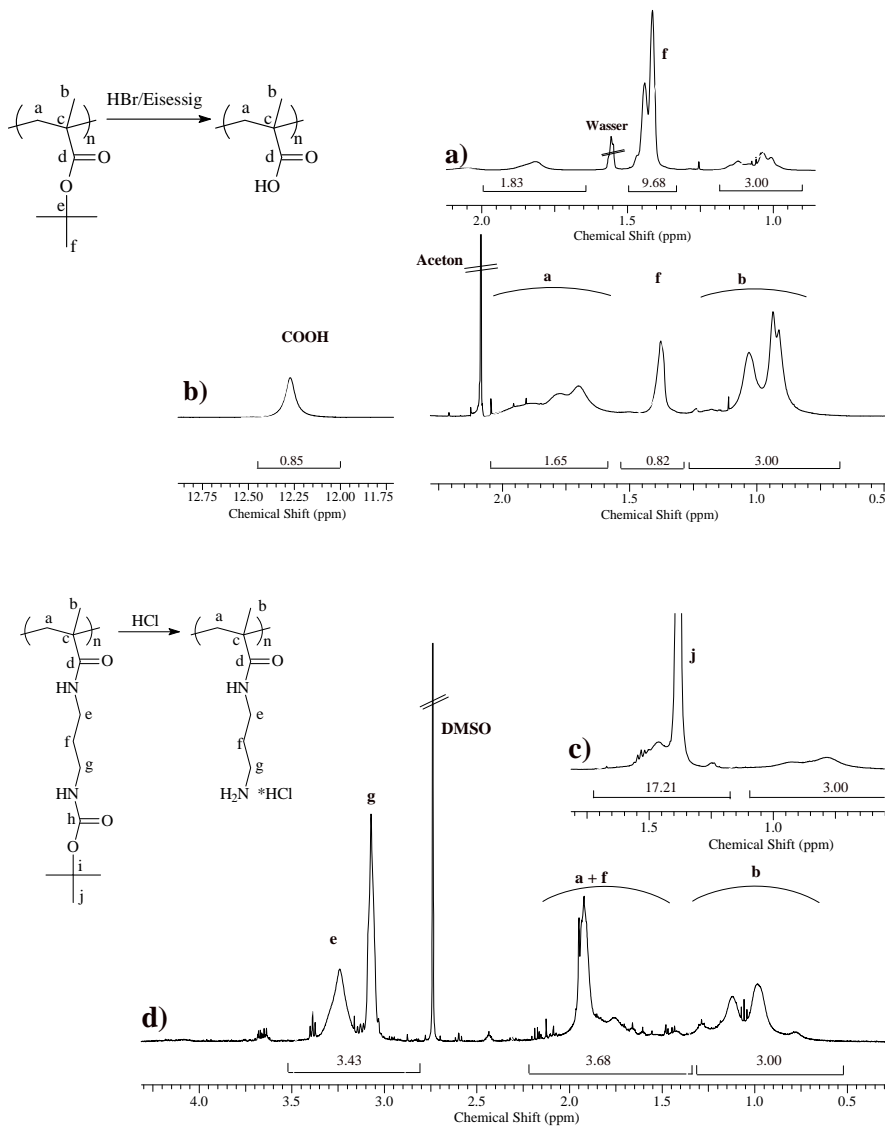 f
b
b
HBr/Eisessig
a
a
c
n
c
n
d
O
d
O
O
HO
e
f
Wasser
a)
1.83
9.68
3.00
2.0
1.5
1.0
Chemical Shift (ppm)
Aceton
a
f
b
COOH
b)
0.85
1.65
0.82
3.00
12.75
12.50
12.25
12.00
11.75
2.0
1.5
1.0
0.5
Chemical Shift (ppm)
Chemical Shift (ppm)
b
b
a
HCl
a
c
n
c
n
d
O
d
O
HN
HN
e
e
f
f
g
g
HN
H2N *HCl
h
O
O
i
j
j
c)
17.21
3.00
1.5
1.0
Chemical Shift (ppm)
DMSO
g
e
a + f
b
d)
3.43
3.68
3.00
4.0
3.5
3.0
2.5
2.0
1.5
1.0
0.5
Chemical Shift (ppm)